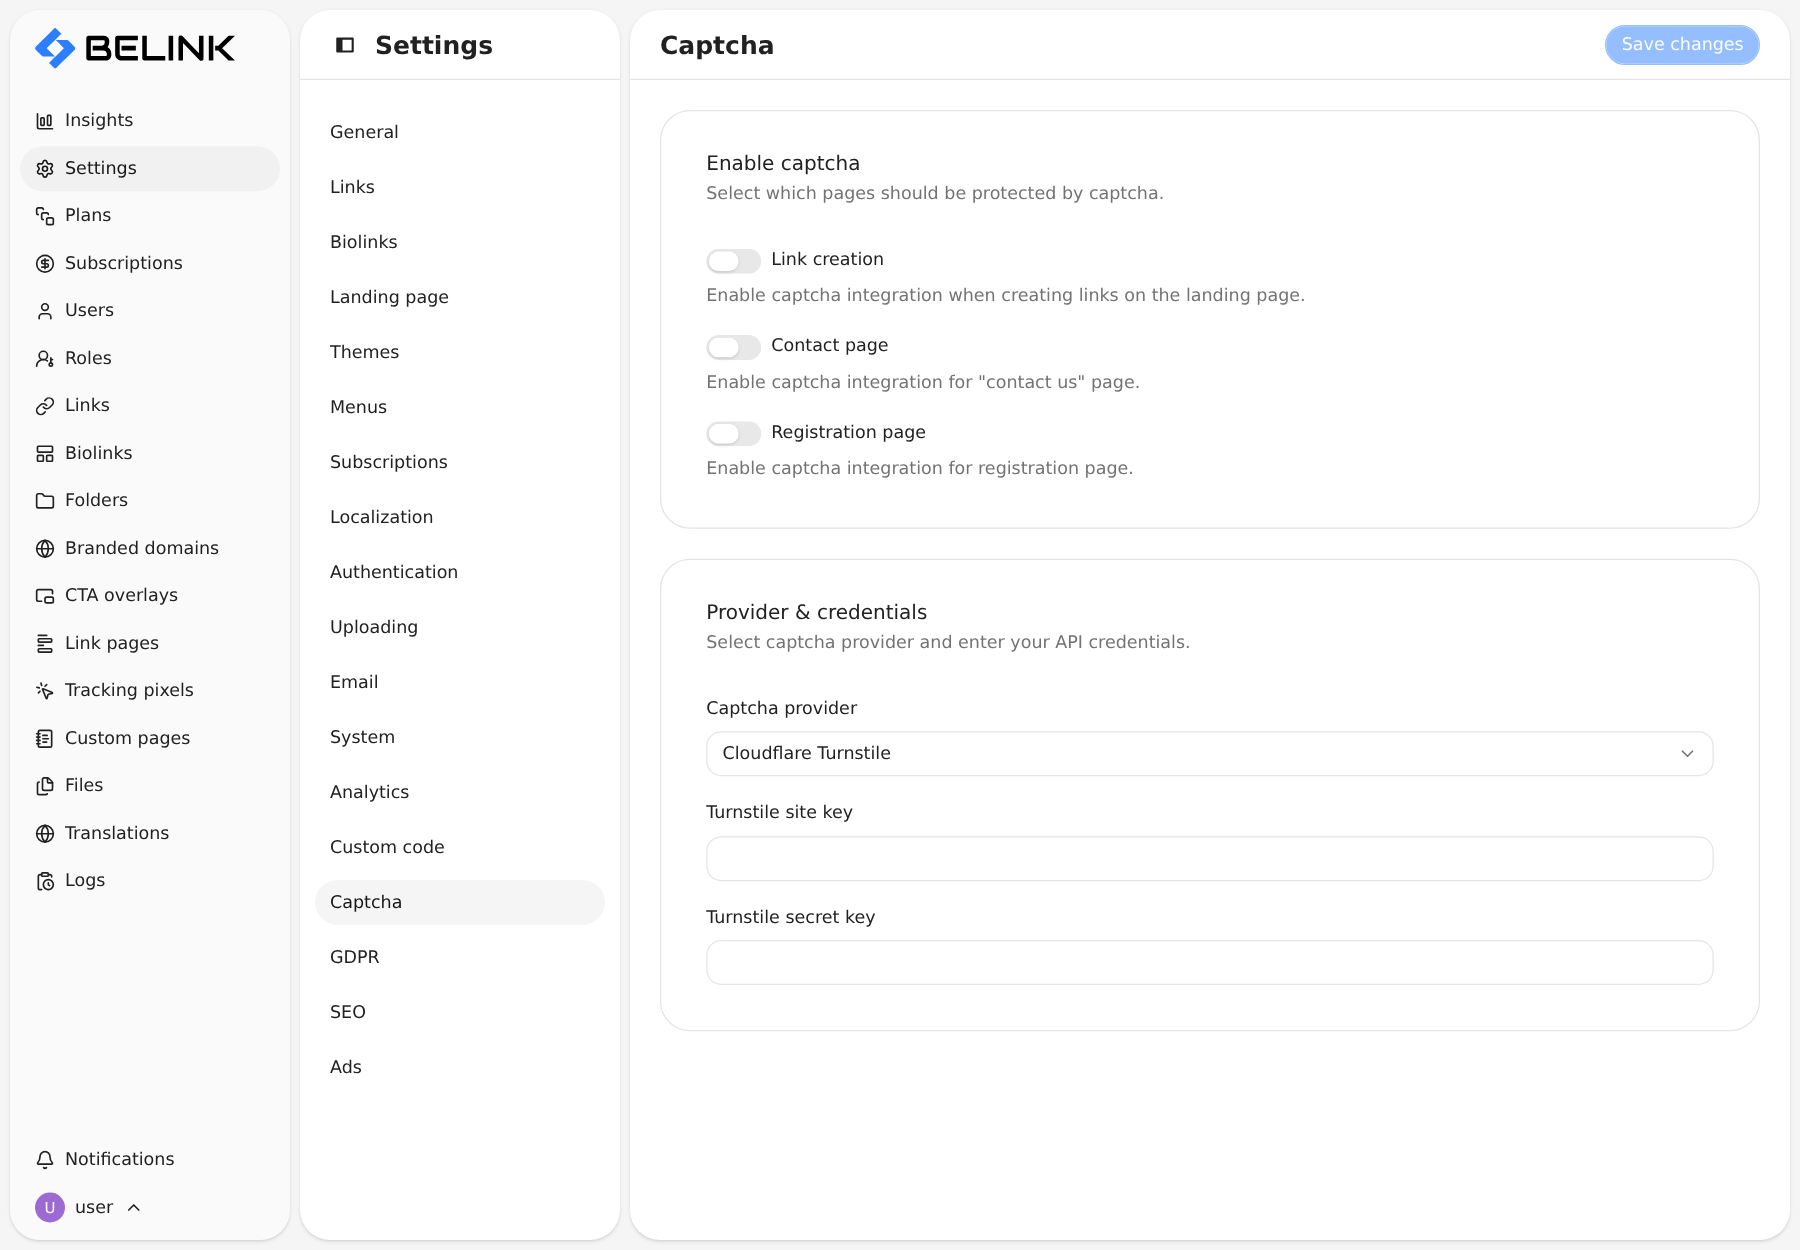 BELINK
Insights
Settings
Plans
Subscriptions
Users
Roles
Links
Biolinks
Folders
Branded domains
CTA overlays
Link pages
Tracking pixels
Custom pages
Files
Translations
Logs
Notifications
U user
Settings
General
Links
Biolinks
Landing page
Themes
Menus
Subscriptions
Localization
Authentication
Uploading
Email
System
Analytics
Custom code
Captcha
GDPR
SEO
Ads
Captcha
Save changes
Enable captcha
Select which pages should be protected by captcha.
Link creation
Enable captcha integration when creating links on the landing page.
Contact page
Enable captcha integration for "contact us" page.
Registration page
Enable captcha integration for registration page.
Provider & credentials
Select captcha provider and enter your API credentials.
Captcha provider
Cloudflare Turnstile
Turnstile site key
Turnstile secret key